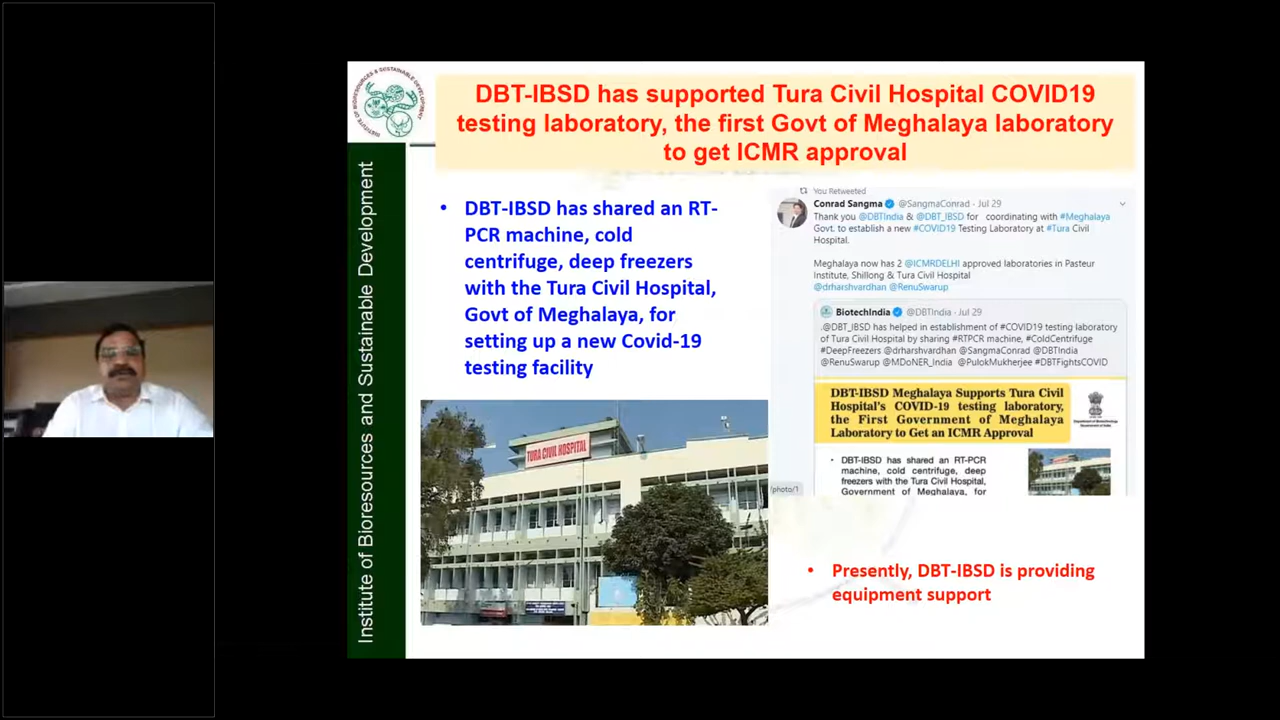 INSTITUTE OF BIORESOURCES & SUSTAINABLE DEVELOPMENT
Institute of Bioresources and Sustainable Development
DBT-IBSD has supported Tura Civil Hospital COVID19
testing laboratory, the first Govt of Meghalaya laboratory
to get ICMR approval
• DBT-IBSD has shared an RT-
PCR machine, cold
centrifuge, deep freezers
with the Tura Civil Hospital,
Govt of Meghalaya, for
setting up a new Covid-19
testing facility
TURA CIVIL HOSPITAL
You Retweeted
Conrad Sangma @SangmaConrad · Jul 29
Thank you @DBTIndia & @DBT_IBSD for coordinating with #Meghalaya
Govt. to establish a new #COVID19 Testing Laboratory at #Tura Civil
Hospital.
Meghalaya now has 2 @ICMRDELHI approved laboratories in Pasteur
Institute, Shillong & Tura Civil Hospital
@drharshvardhan @RenuSwarup
BiotechIndia @DBTIndia · Jul 29
.@DBT_IBSD has helped in establishment of #COVID19 testing laboratory
of Tura Civil Hospital by sharing #RTPCR machine, #ColdCentrifuge
#DeepFreezers @drharshvardhan @SangmaConrad @DBTIndia
@RenuSwarup @MDoNER_India @PulokMukherjee #DBTFightsCOVID
DBT-IBSD Meghalaya Supports Tura Civil
Hospital's COVID-19 testing laboratory,
the First Government of Meghalaya
Laboratory to Get an ICMR Approval
• DBT-IBSD has shared an RT-PCR
machine, cold centrifuge, deep
freezers with the Tura Civil Hospital,
Government of Meghalaya, for
/photo/1
• Presently, DBT-IBSD is providing
equipment support